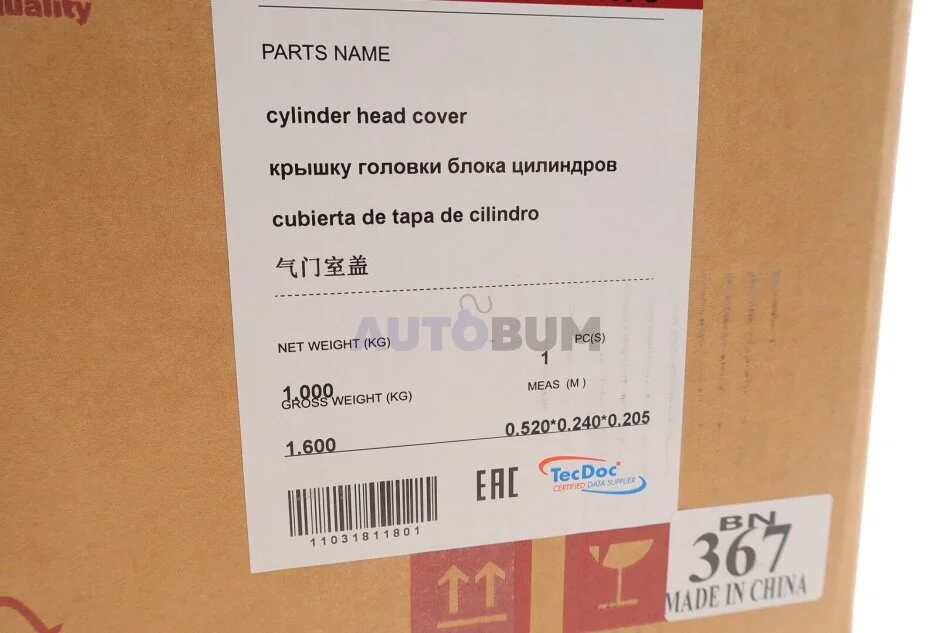 quality
PARTS NAME
cylinder head cover
крышку головки блока цилиндров
cubierta de tapa de cilindro
气门室盖
AUTOBUM
NET WEIGHT (KG)
PC(S)
1
1.000
MEAS (M)
GROSS WEIGHT (KG)
0.520*0.240*0.205
1.600
EAC
TecDoc
CERTIFIED DATA SUPPLIER
11031811801
BN
367
MADE IN CHINA